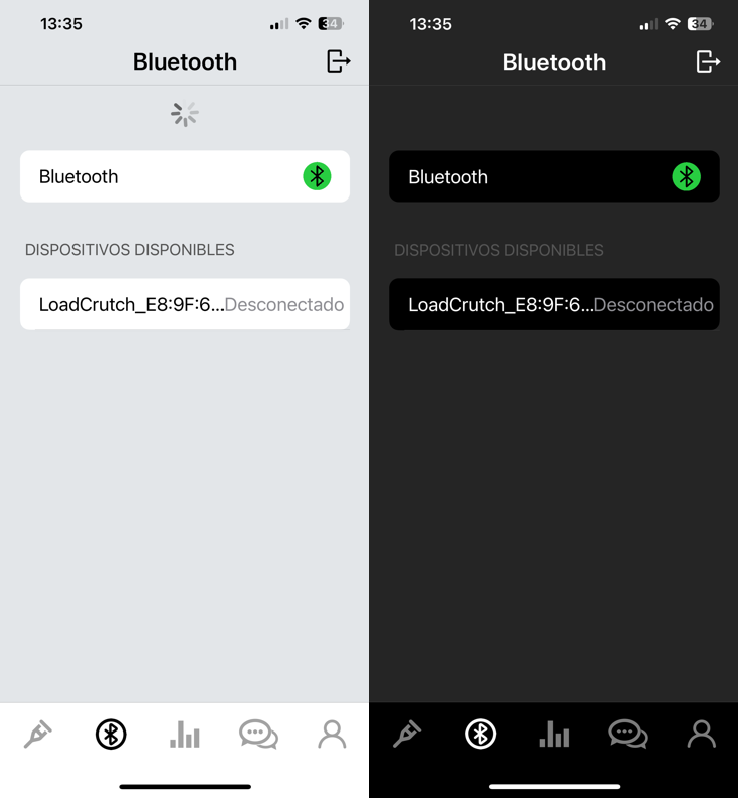 13:35
34
Bluetooth
Bluetooth
DISPOSITIVOS DISPONIBLES
LoadCrutch_E8:9F:6... Desconectado
13:35
34
Bluetooth
Bluetooth
DISPOSITIVOS DISPONIBLES
LoadCrutch_E8:9F:6... Desconectado